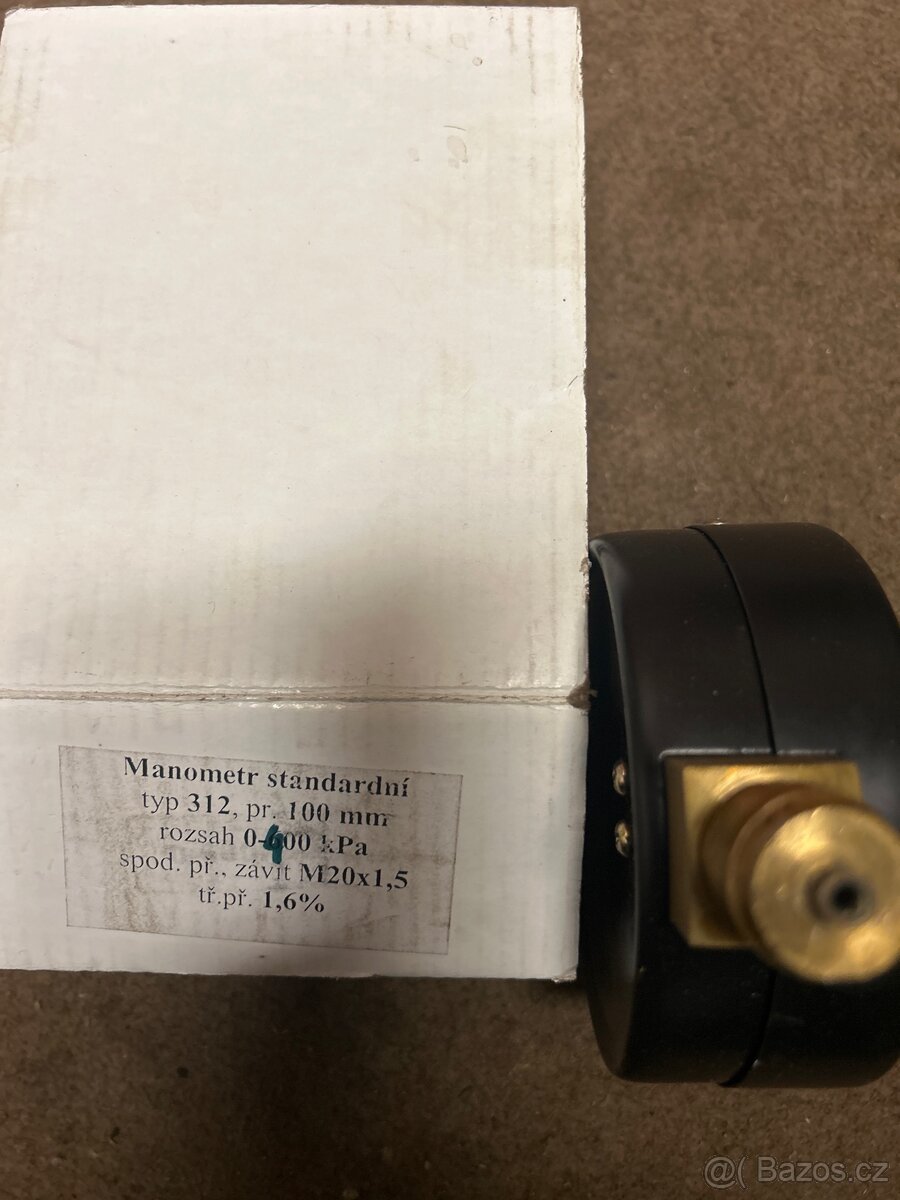 Manometr standardní
typ 312, pr. 100 mm
rozsah 0-400 kPa
spod. př., závit M20x1,5
tř.př. 1,6%
@( Bazos.cz